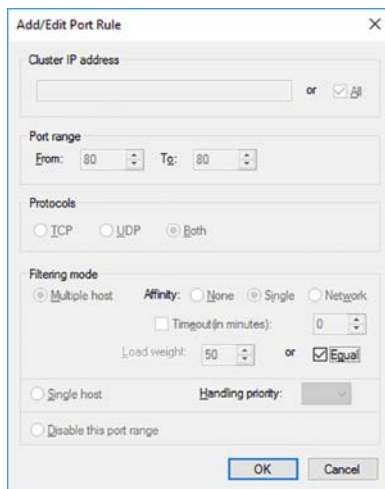 Add/Edit Port Rule
Cluster IP address
or All
Port range
From: 80 To: 80
Protocols
TCP UDP Both
Filtering mode
Multiple host Affinity: None Single Network
Timeout(in minutes): 0
Load weight: 50 or Equal
Single host Handling priority:
Disable this port range
OK Cancel